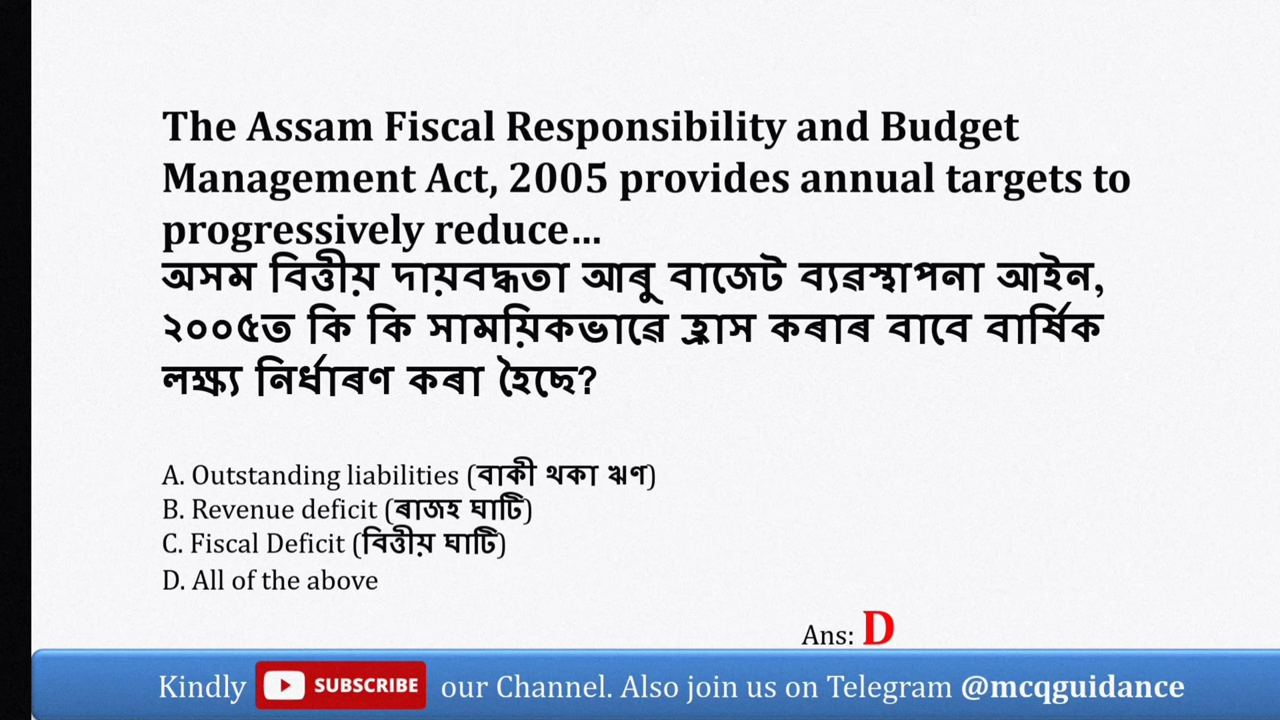 The Assam Fiscal Responsibility and Budget
Management Act, 2005 provides annual targets to
progressively reduce...
অসম বিত্তীয় দায়বদ্ধতা আৰু বাজেট ব্যৱস্থাপনা আইন,
২০০৫ত কি কি সাময়িকভাৱে হ্ৰাস কৰাৰ বাবে বাৰ্ষিক
লক্ষ্য নিৰ্ধাৰণ কৰা হৈছে?
A. Outstanding liabilities (বাকী থকা ঋণ)
B. Revenue deficit (ৰাজহ ঘাটি)
C. Fiscal Deficit (বিত্তীয় ঘাটি)
D. All of the above
Ans: D
Kindly SUBSCRIBE our Channel. Also join us on Telegram @mcqguidance